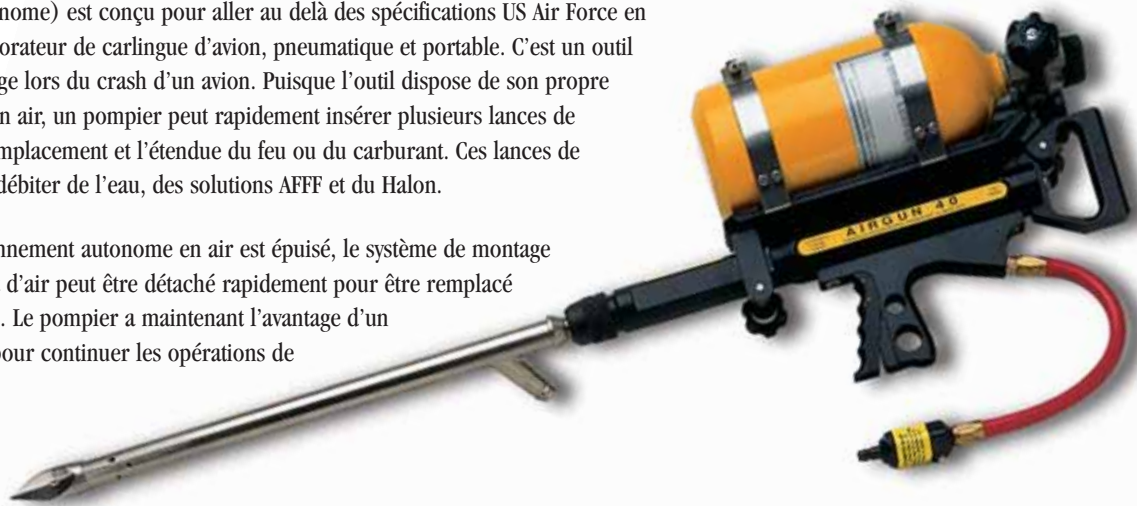 nome) est conçu pour aller au delà des spécifications US Air Force en
orateur de carlingue d’avion, pneumatique et portable. C’est un outil
ge lors du crash d’un avion. Puisque l’outil dispose de son propre
n air, un pompier peut rapidement insérer plusieurs lances de
mplacement et l’étendue du feu ou du carburant. Ces lances de
débiter de l’eau, des solutions AFFF et du Halon.
nnement autonome en air est épuisé, le système de montage
d’air peut être détaché rapidement pour être remplacé
. Le pompier a maintenant l’avantage d’un
pour continuer les opérations de
AIRGUN 40